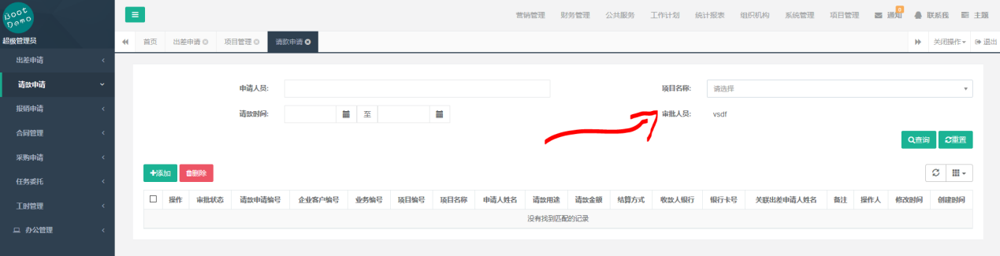 Boot
Demo
超级管理员
营销管理 财务管理 公共服务 工作计划 统计报表 组织机构 系统管理 项目管理 通知 0 联系我 主题
首页 出差申请 项目管理 请款申请 关闭操作 退出
出差申请
请款申请
报销申请
合同管理
采购申请
任务委托
工时管理
办公管理
申请人员: 项目名称: 请选择
请款时间: 至 审批人员: vsdf
查询 重置
添加 删除
操作 审批状态 请款申请编号 企业客户编号 业务编号 项目编号 项目名称 申请人姓名 请款用途 请款金额 结算方式 收款人银行 银行卡号 关联出差申请人姓名 备注 操作人 修改时间 创建时间
没有找到匹配的记录